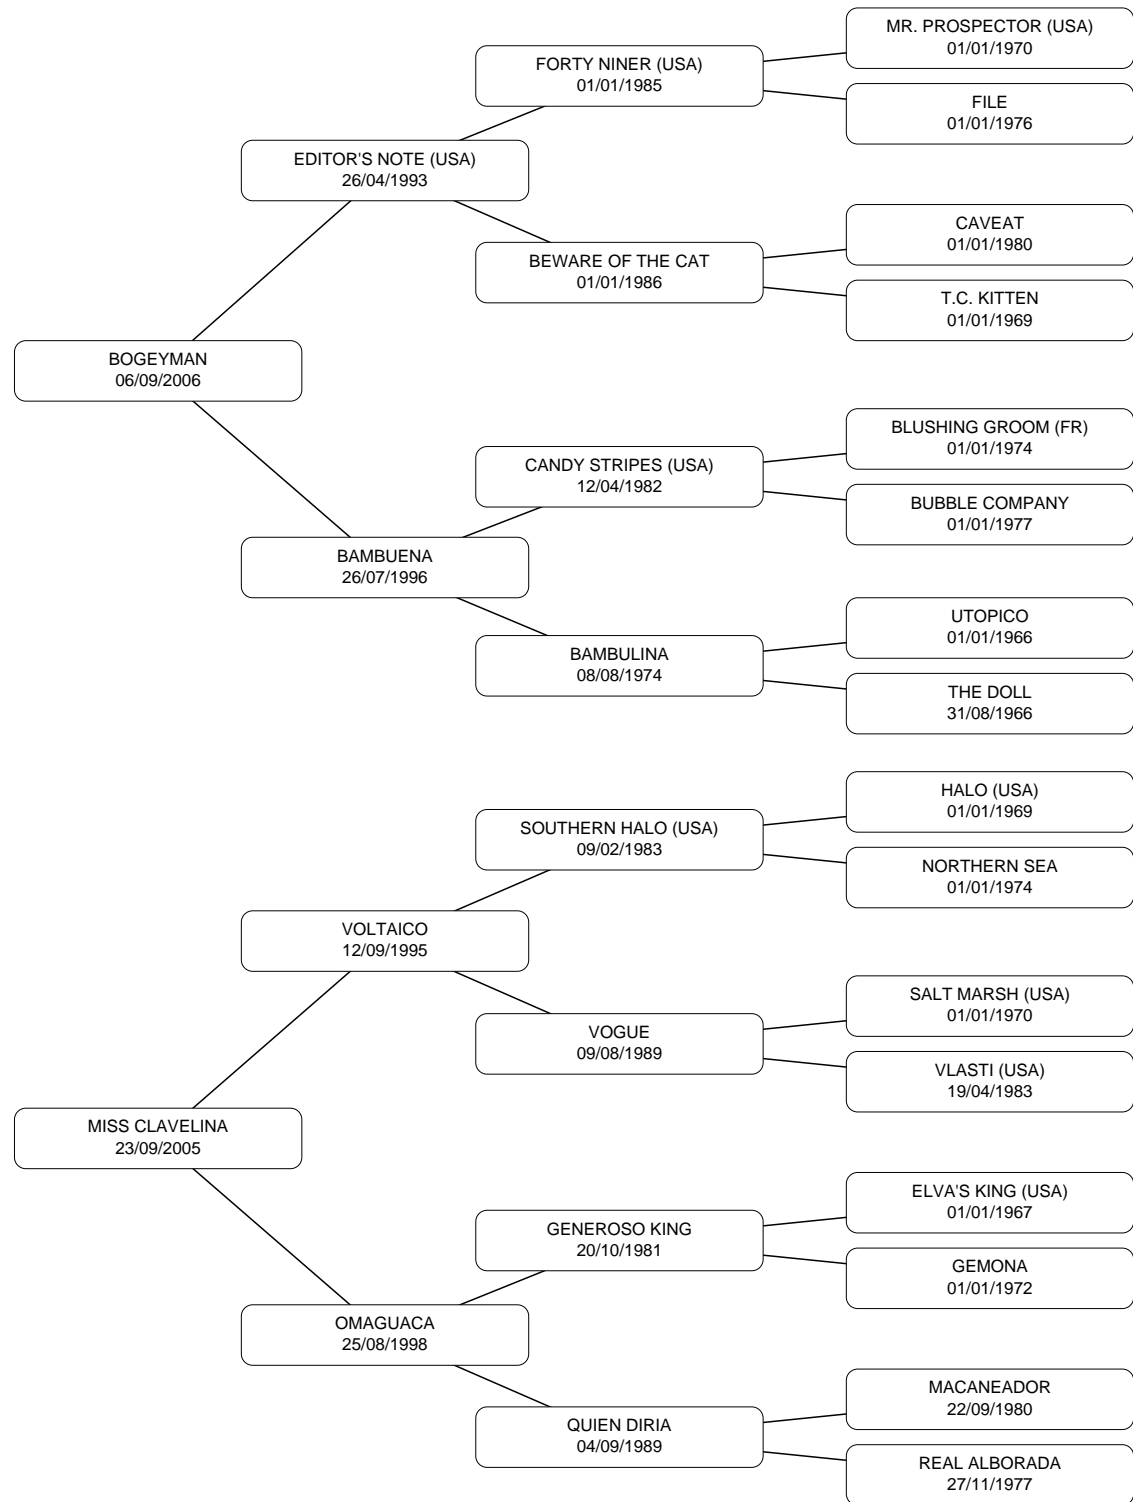 MR. PROSPECTOR (USA)
01/01/1970
FORTY NINER (USA)
01/01/1985
FILE
01/01/1976
EDITOR'S NOTE (USA)
26/04/1993
CAVEAT
01/01/1980
BEWARE OF THE CAT
01/01/1986
T.C. KITTEN
01/01/1969
BOGEYMAN
06/09/2006
BLUSHING GROOM (FR)
01/01/1974
CANDY STRIPES (USA)
12/04/1982
BUBBLE COMPANY
01/01/1977
BAMBUENA
26/07/1996
UTOPICO
01/01/1966
BAMBULINA
08/08/1974
THE DOLL
31/08/1966
HALO (USA)
01/01/1969
SOUTHERN HALO (USA)
09/02/1983
NORTHERN SEA
01/01/1974
VOLTAICO
12/09/1995
SALT MARSH (USA)
01/01/1970
VOGUE
09/08/1989
VLASTI (USA)
19/04/1983
MISS CLAVELINA
23/09/2005
ELVA'S KING (USA)
01/01/1967
GENEROSO KING
20/10/1981
GEMONA
01/01/1972
OMAGUACA
25/08/1998
MACANEADOR
22/09/1980
QUIEN DIRIA
04/09/1989
REAL ALBORADA
27/11/1977